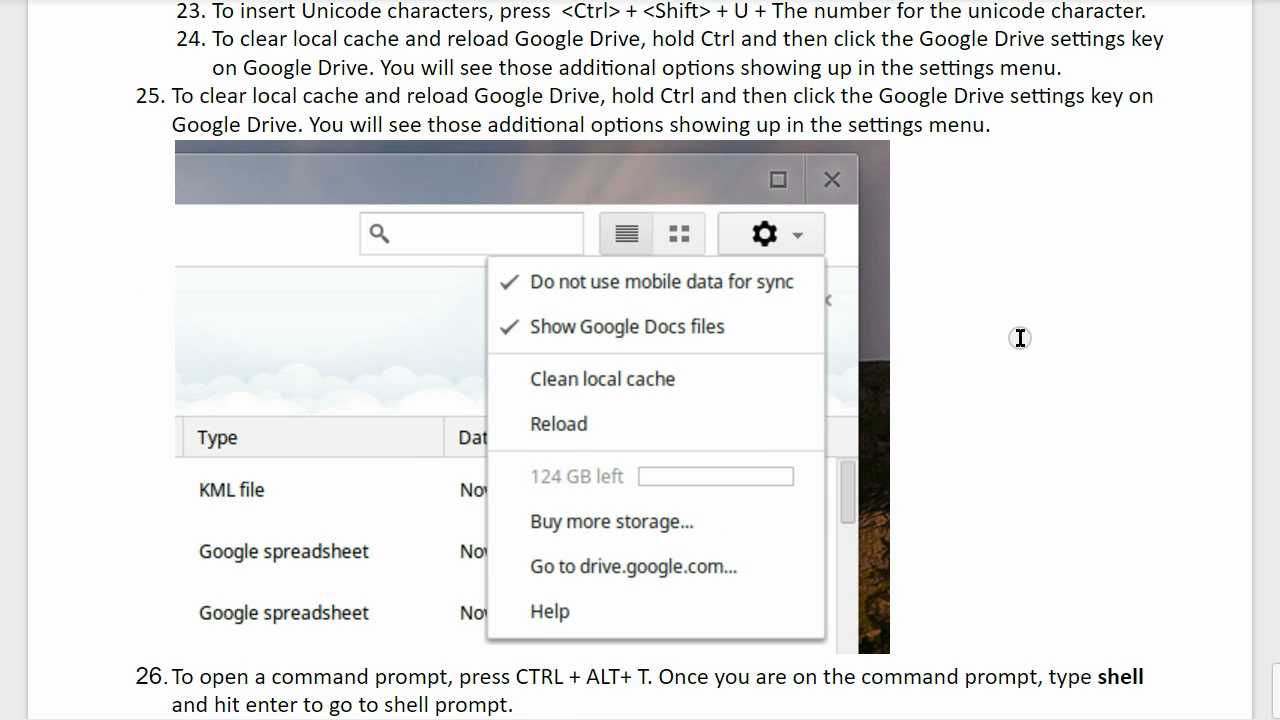 23. To insert Unicode characters, press <Ctrl> + <Shift> + U + The number for the unicode character.
24. To clear local cache and reload Google Drive, hold Ctrl and then click the Google Drive settings key
on Google Drive. You will see those additional options showing up in the settings menu.
25. To clear local cache and reload Google Drive, hold Ctrl and then click the Google Drive settings key on
Google Drive. You will see those additional options showing up in the settings menu.
Do not use mobile data for sync
Show Google Docs files
Clean local cache
Reload
Type Dat
124 GB left
KML file Nov
Buy more storage...
Google spreadsheet Nov
Go to drive.google.com...
Google spreadsheet Nov
Help
26. To open a command prompt, press CTRL + ALT+ T. Once you are on the command prompt, type shell
and hit enter to go to shell prompt.